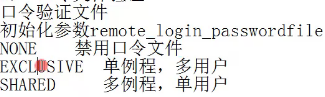 口令验证文件
初始化参数remote_login_passwordfile
NONE 禁用口令文件
EXCLUSIVE 单例程，多用户
SHARED 多例程，单用户